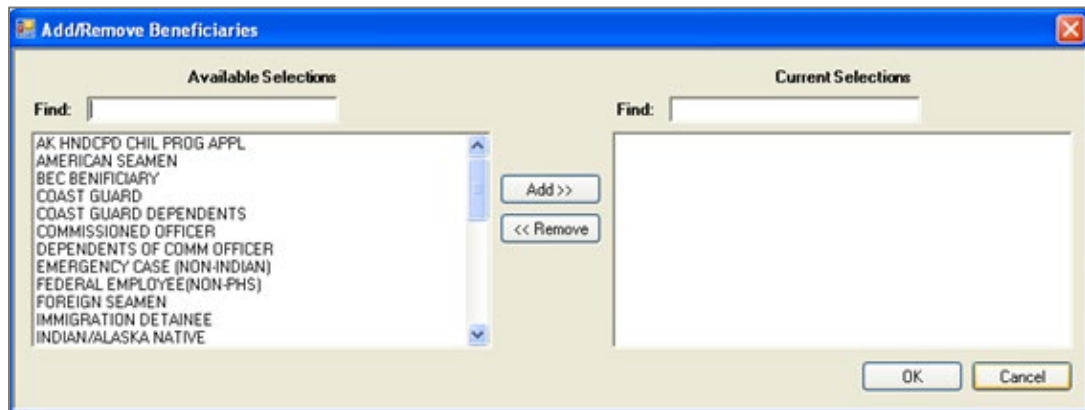 Add/Remove Beneficiaries
Available Selections
Current Selections
Find:
Find:
AK HNDCPD CHIL PROG APPL
AMERICAN SEAMEN
BEC BENIFICIARY
COAST GUARD
COAST GUARD DEPENDENTS
COMMISSIONED OFFICER
DEPENDENTS OF COMM OFFICER
EMERGENCY CASE (NON-INDIAN)
FEDERAL EMPLOYEE(NON-PHS)
FOREIGN SEAMEN
IMMIGRATION DETAINEE
INDIAN/ALASKA NATIVE
Add >>
<< Remove
OK
Cancel